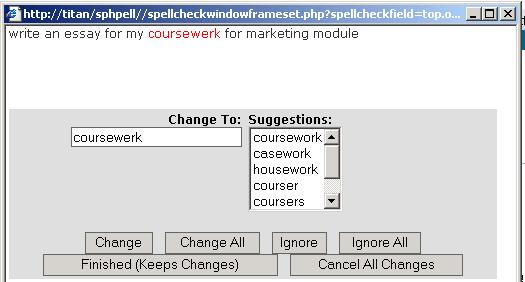 http://titan/sphpell//spellcheckwindowframeset.php?spellcheckfield=top.o...
write an essay for my coursewerk for marketing module
Change To: Suggestions:
coursewerk
coursework
casework
housework
courser
coursers
Change Change All Ignore Ignore All
Finished (Keeps Changes) Cancel All Changes